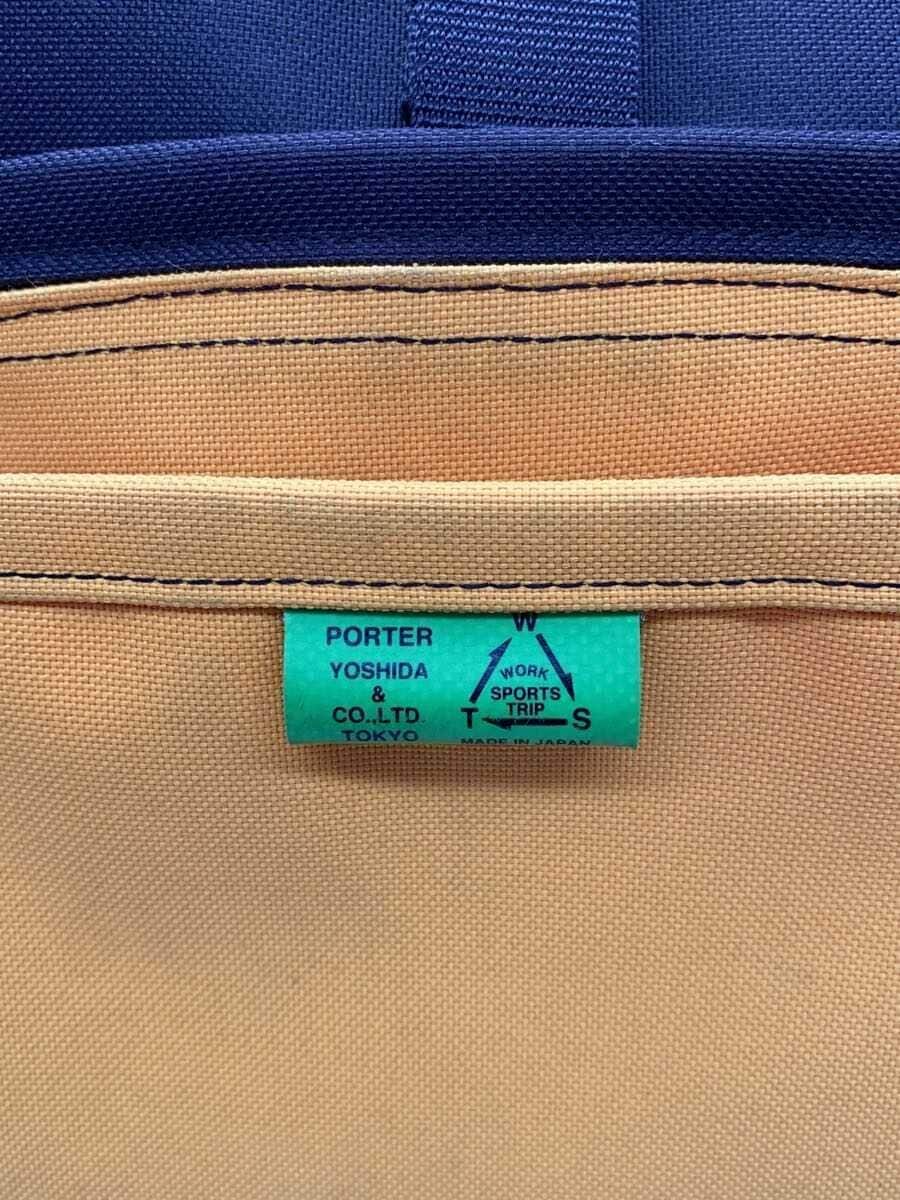 PORTER
YOSHIDA
&
CO.,LTD.
TOKYO
W
WORK
SPORTS
TRIP
T S
MADE IN JAPAN